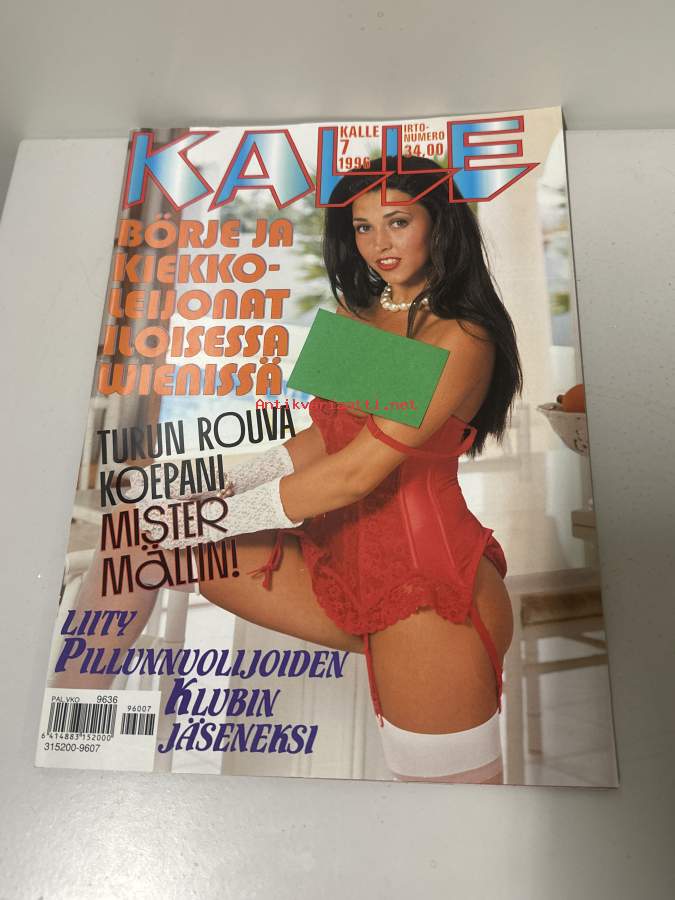 KALLE
KALLE
7
1996
IRTO-
NUMERO
34,00
BÖRJE JA
KIEKKO-
LEIJONAT
ILOISESSA
WIENISSÄ
Antikvariaatti.net
TURUN ROUVA
KOEPANI
MISTER
MÄLLIN!
LIITY
PILLUNNUOLIJOIDEN
KLUBIN
JÄSENEKSI
PAL.VKO 9636
96007
6 414883 152000
315200-9607